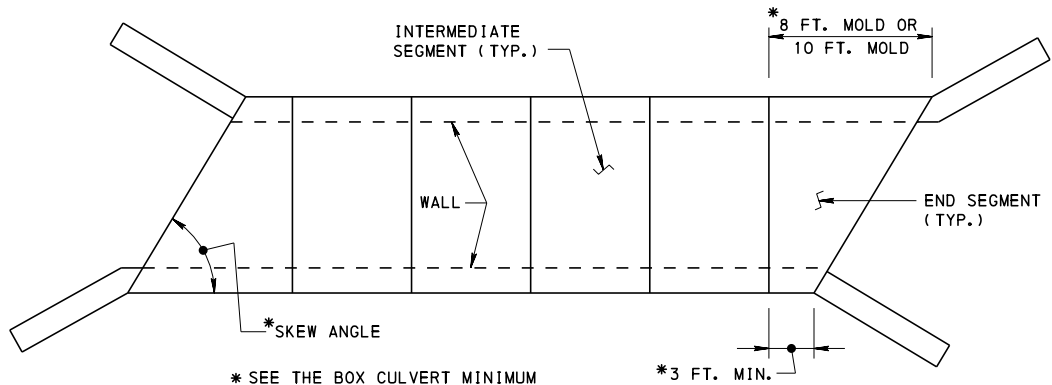 INTERMEDIATE
SEGMENT (TYP.)
*8 FT. MOLD OR
10 FT. MOLD
WALL
END SEGMENT
(TYP.)
*SKEW ANGLE
*3 FT. MIN.
* SEE THE BOX CULVERT MINIMUM